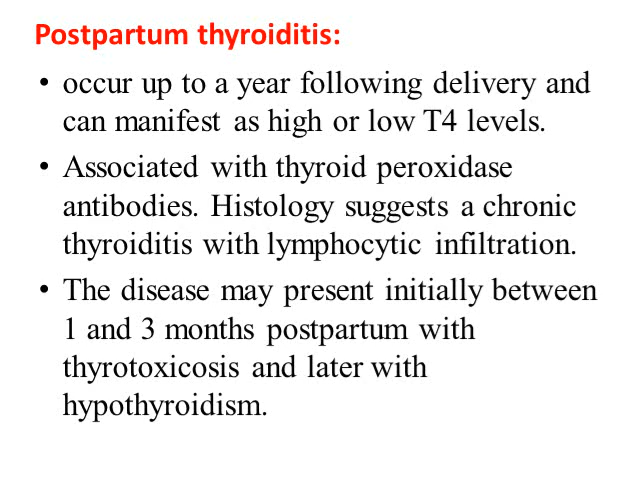 Postpartum thyroiditis:
• occur up to a year following delivery and
can manifest as high or low T4 levels.
• Associated with thyroid peroxidase
antibodies. Histology suggests a chronic
thyroiditis with lymphocytic infiltration.
• The disease may present initially between
1 and 3 months postpartum with
thyrotoxicosis and later with
hypothyroidism.